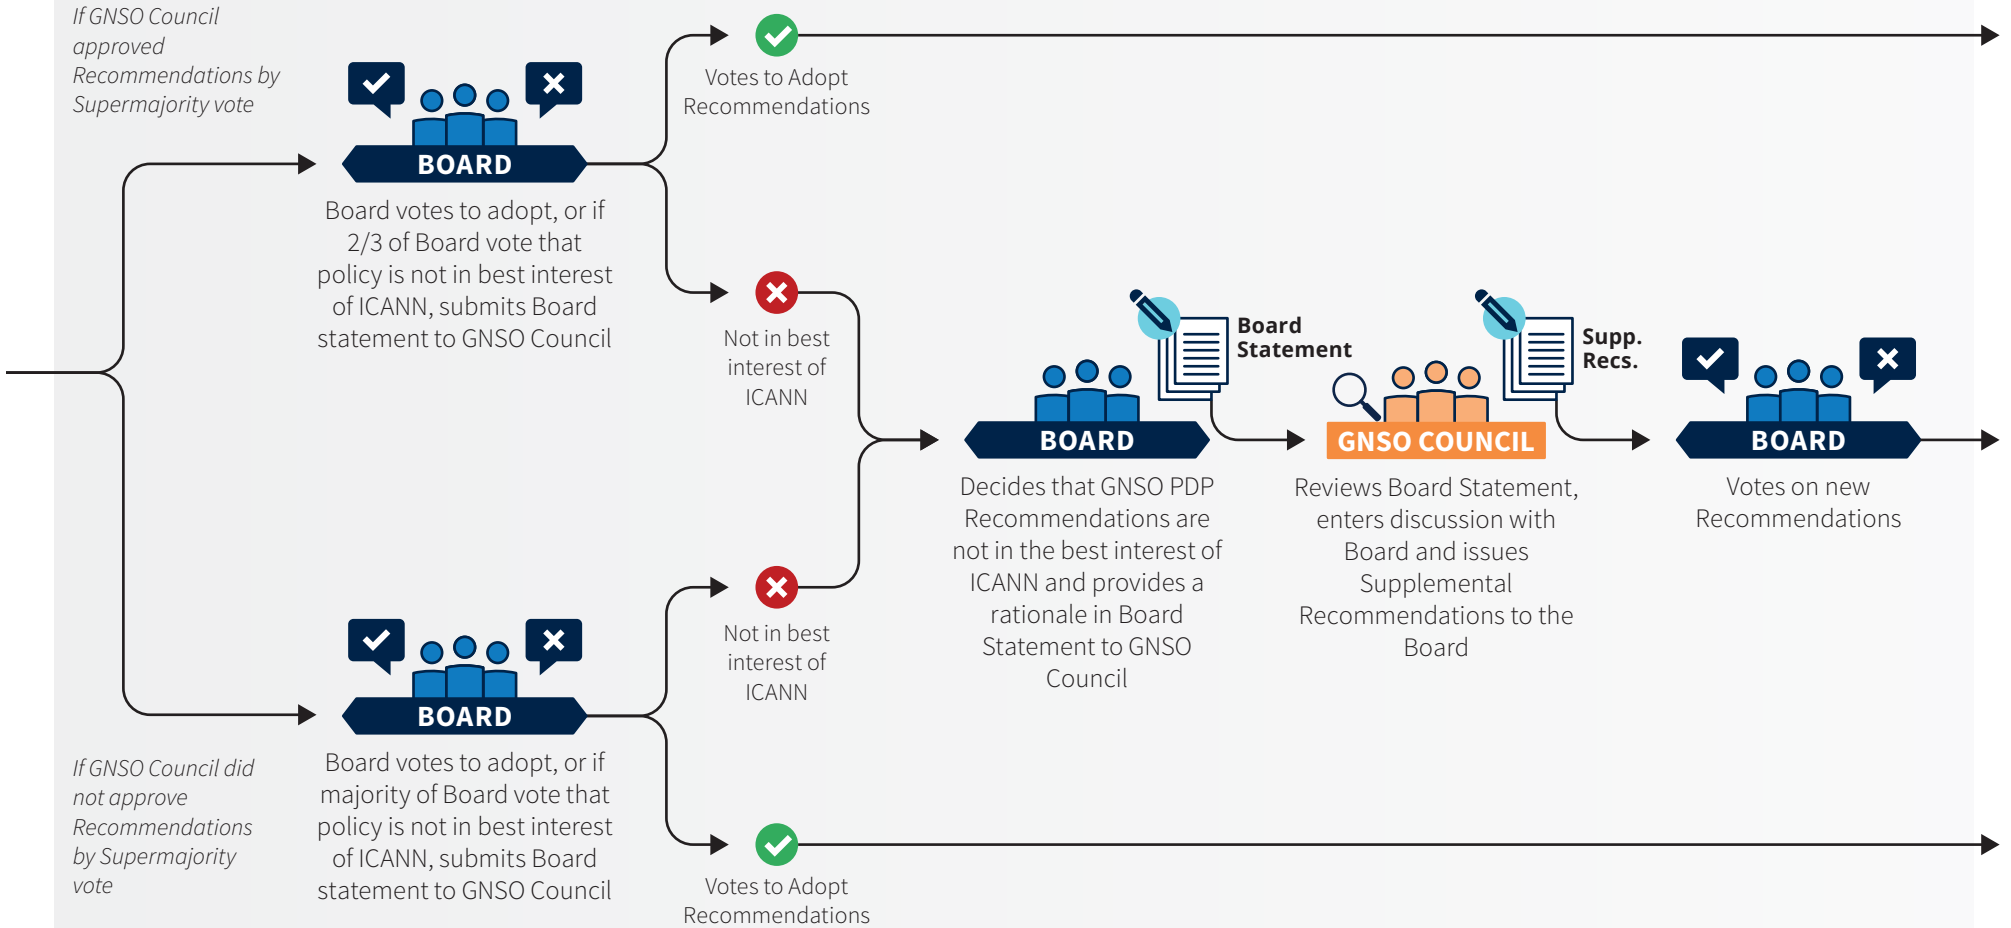 If GNSO Council
approved
Recommendations by
Supermajority vote
BOARD
Board votes to adopt, or if
2/3 of Board vote that
policy is not in best interest
of ICANN, submits Board
statement to GNSO Council
Votes to Adopt
Recommendations
Not in best
interest of
ICANN
Board
Statement
BOARD
Decides that GNSO PDP
Recommendations are
not in the best interest of
ICANN and provides a
rationale in Board
Statement to GNSO
Council
Supp.
Recs.
GNSO COUNCIL
Reviews Board Statement,
enters discussion with
Board and issues
Supplemental
Recommendations to the
Board
BOARD
Votes on new
Recommendations
Not in best
interest of
ICANN
If GNSO Council did
not approve
Recommendations
by Supermajority
vote
BOARD
Board votes to adopt, or if
majority of Board vote that
policy is not in best interest
of ICANN, submits Board
statement to GNSO Council
Votes to Adopt
Recommendations